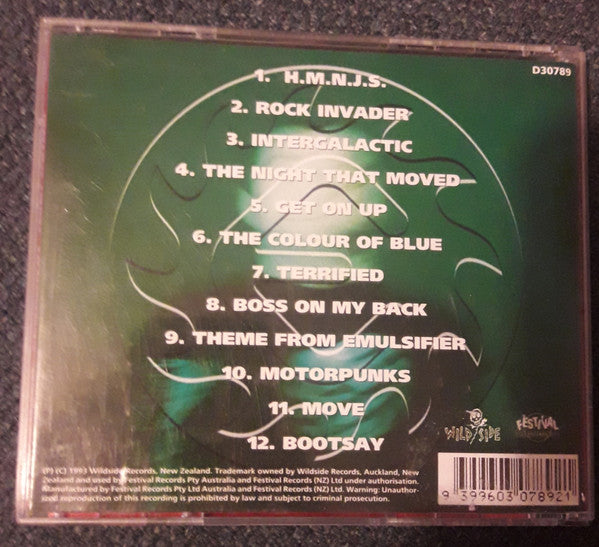 D30789
1. H.M.N.J.S.
2. ROCK INVADER
3. INTERGALACTIC
4. THE NIGHT THAT MOVED
5. GET ON UP
6. THE COLOUR OF BLUE
7. TERRIFIED
8. BOSS ON MY BACK
9. THEME FROM EMULSIFIER
10. MOTORPUNKS
11. MOVE
12. BOOTSAY
WILDSIDE
FESTIVAL
(P) (C) 1993 Wildside Records, New Zealand. Trademark owned by Wildside Records, Auckland, New
Zealand and used by Festival Records Pty Australia and Festival Records (NZ) Ltd under authorisation.
Manufactured by Festival Records Pty Ltd Australia and Festival Records (NZ) Ltd. Warning: Unauthor-
ized reproduction of this recording is prohibited by law and subject to criminal prosecution.
9 399603 078921